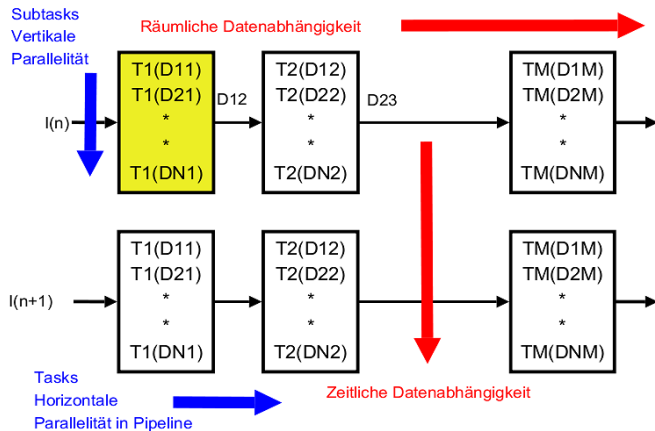 Subtasks
Vertikale
Parallelität
Räumliche Datenabhängigkeit
I(n)
T1(D11)
T1(D21)
*
*
T1(DN1)
D12
T2(D12)
T2(D22)
*
*
T2(DN2)
D23
TM(D1M)
TM(D2M)
*
*
TM(DNM)
I(n+1)
T1(D11)
T1(D21)
*
*
T1(DN1)
T2(D12)
T2(D22)
*
*
T2(DN2)
TM(D1M)
TM(D2M)
*
*
TM(DNM)
Tasks
Horizontale
Parallelität in Pipeline
Zeitliche Datenabhängigkeit